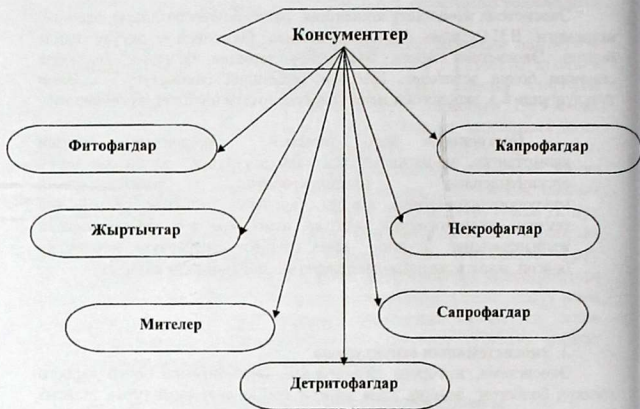 Консументтер
Фитофагдар
Капрофагдар
Жыртычтар
Некрофагдар
Мителер
Сапрофагдар
Детритофагдар